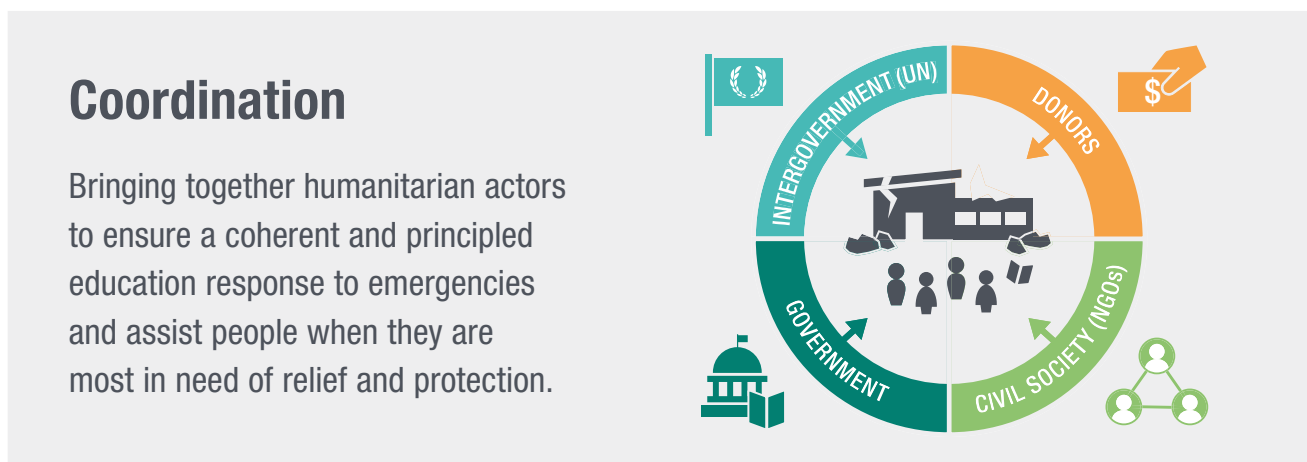 Coordination
Bringing together humanitarian actors
to ensure a coherent and principled
education response to emergencies
and assist people when they are
most in need of relief and protection.
INTERGOVERNMENT (UN)
DONORS
$
GOVERNMENT
CIVIL SOCIETY (NGOs)